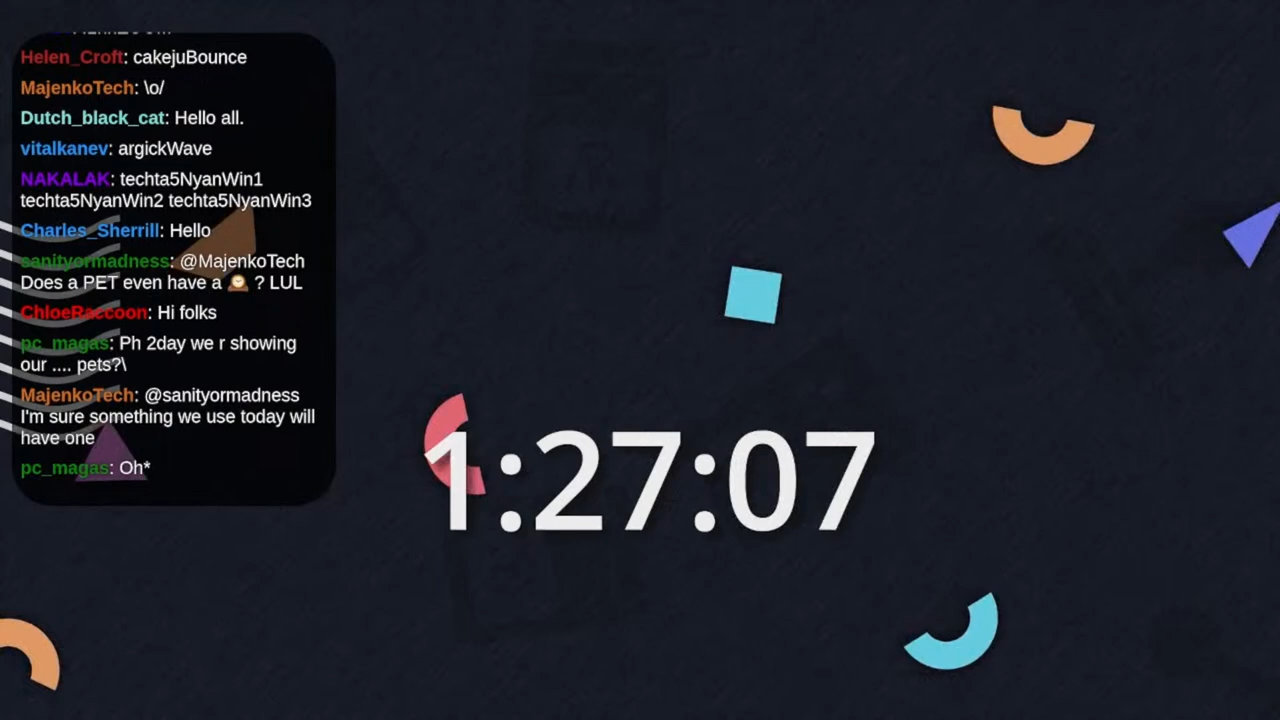 Helen_Croft: cakejuBounce
MajenkoTech: \o/
Dutch_black_cat: Hello all.
vitalkanev: argickWave
NAKALAK: techta5NyanWin1
techta5NyanWin2 techta5NyanWin3
Charles_Sherrill: Hello
sanityormadness: @MajenkoTech
Does a PET even have a 🕰️ ? LUL
ChloeRaccoon: Hi folks
pc_magas: Ph 2day we r showing
our .... pets?\
MajenkoTech: @sanityormadness
I'm sure something we use today will
have one
pc_magas: Oh*
1:27:07